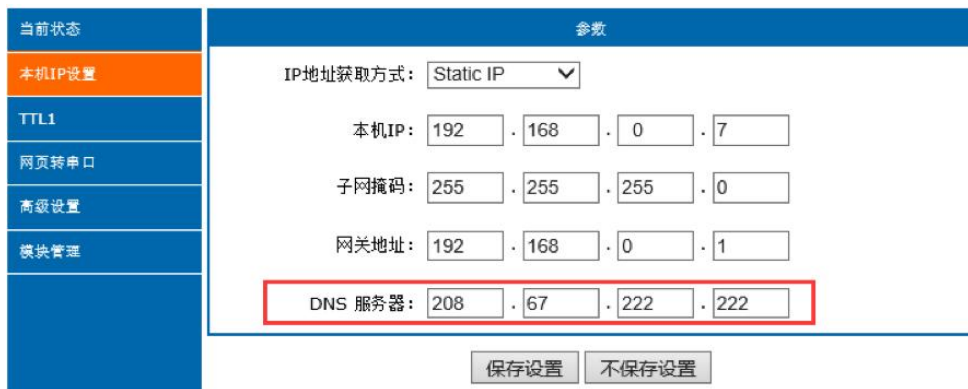 当前状态
本机IP设置
TTL1
网页转串口
高级设置
模块管理
参数
IP地址获取方式： Static IP
本机IP： 192 . 168 . 0 . 7
子网掩码： 255 . 255 . 255 . 0
网关地址： 192 . 168 . 0 . 1
DNS 服务器： 208 . 67 . 222 . 222
保存设置 不保存设置